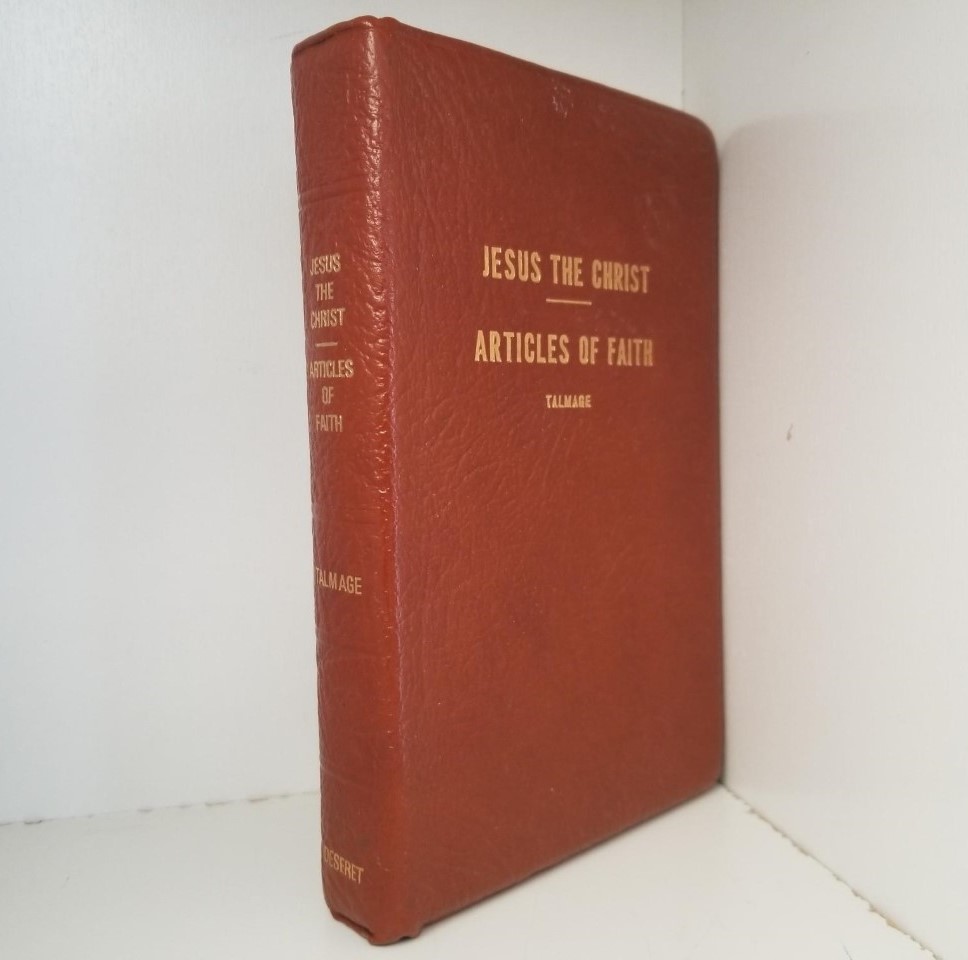 JESUS
THE
CHRIST
ARTICLES
OF
FAITH
TALMAGE
DESERET
JESUS THE CHRIST
ARTICLES OF FAITH
TALMAGE